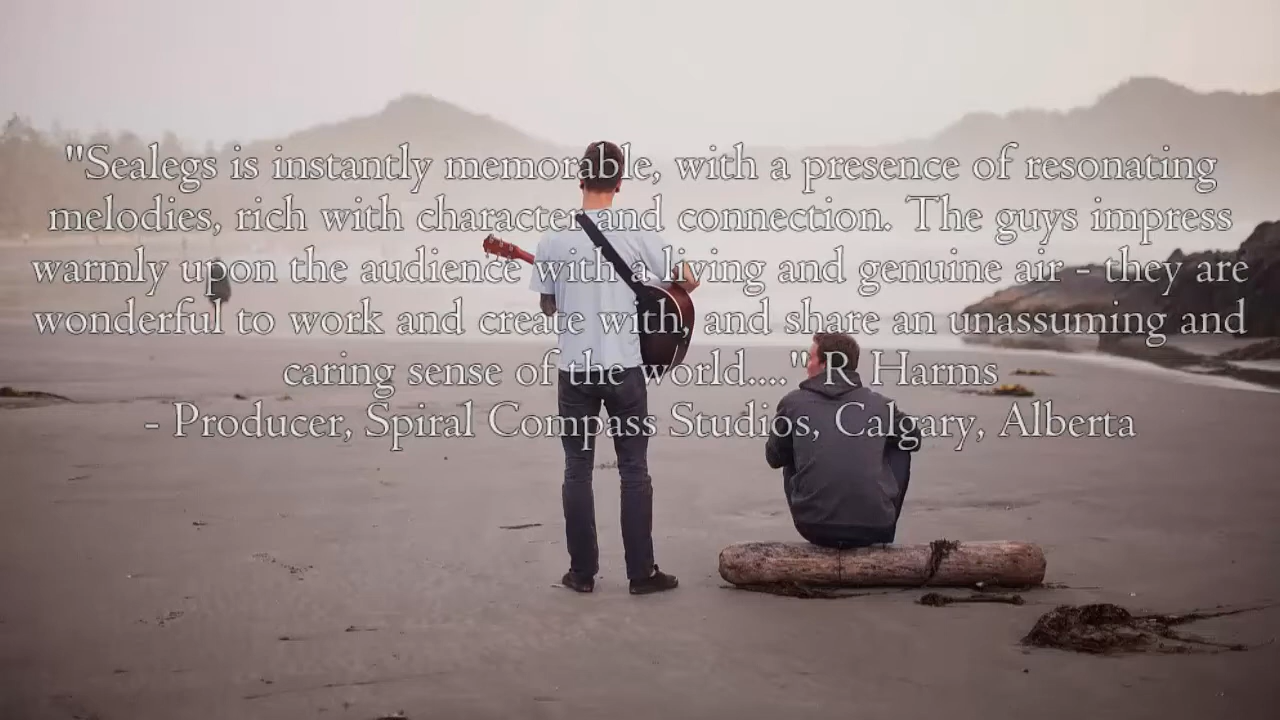 "Sealegs is instantly memorable, with a presence of resonating
melodies, rich with character and connection. The guys impress
warmly upon the audience with a living and genuine air - they are
wonderful to work and create with, and share an unassuming and
caring sense of the world...." R Harms
- Producer, Spiral Compass Studios, Calgary, Alberta